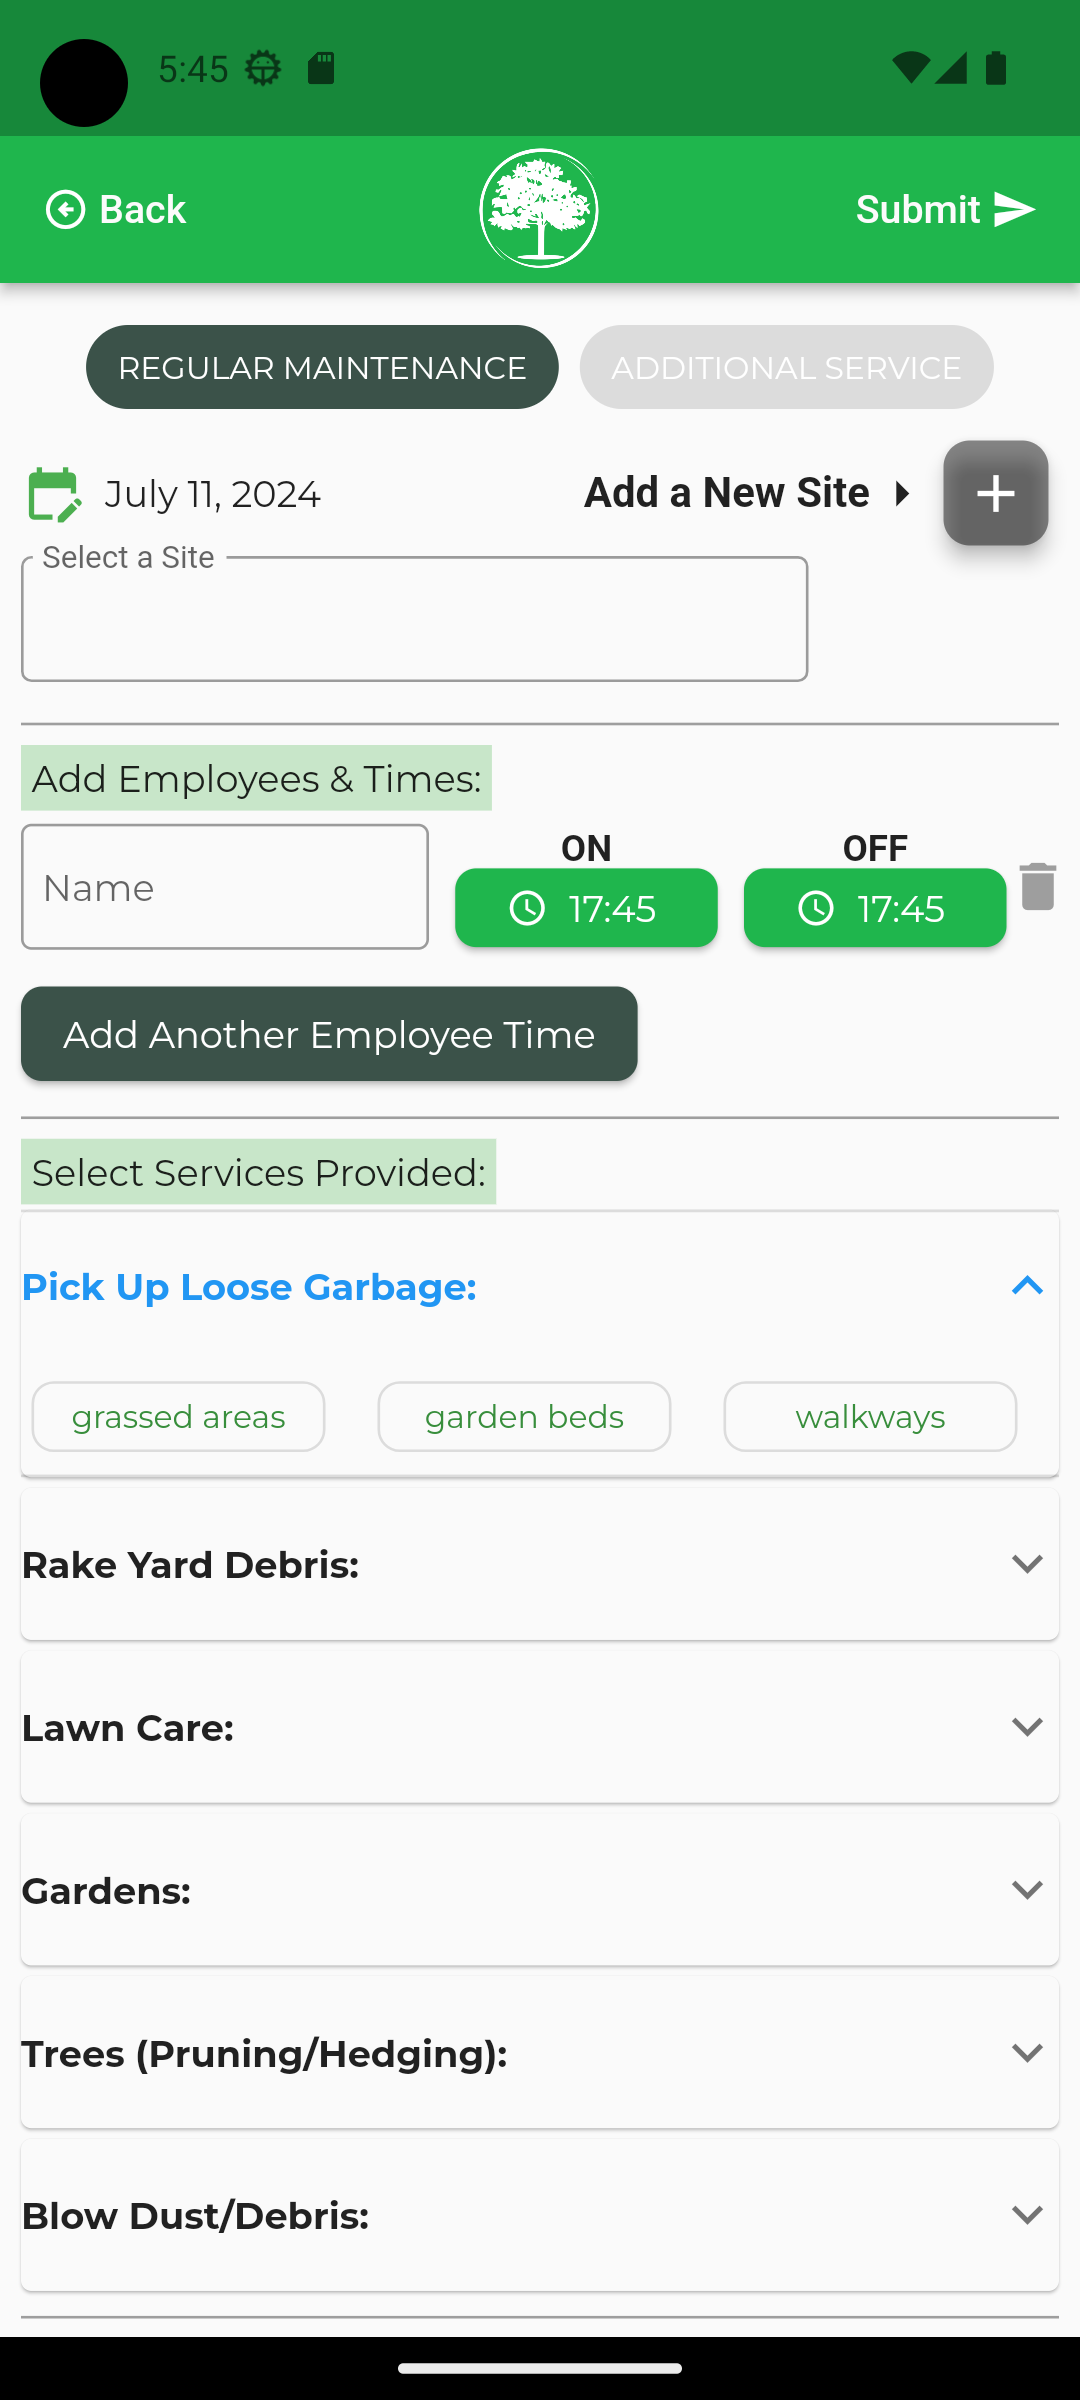 5:45
Back
Submit
REGULAR MAINTENANCE
ADDITIONAL SERVICE
July 11, 2024
Add a New Site
Select a Site
Add Employees & Times:
ON
OFF
Name
17:45
17:45
Add Another Employee Time
Select Services Provided:
Pick Up Loose Garbage:
grassed areas
garden beds
walkways
Rake Yard Debris:
Lawn Care:
Gardens:
Trees (Pruning/Hedging):
Blow Dust/Debris: